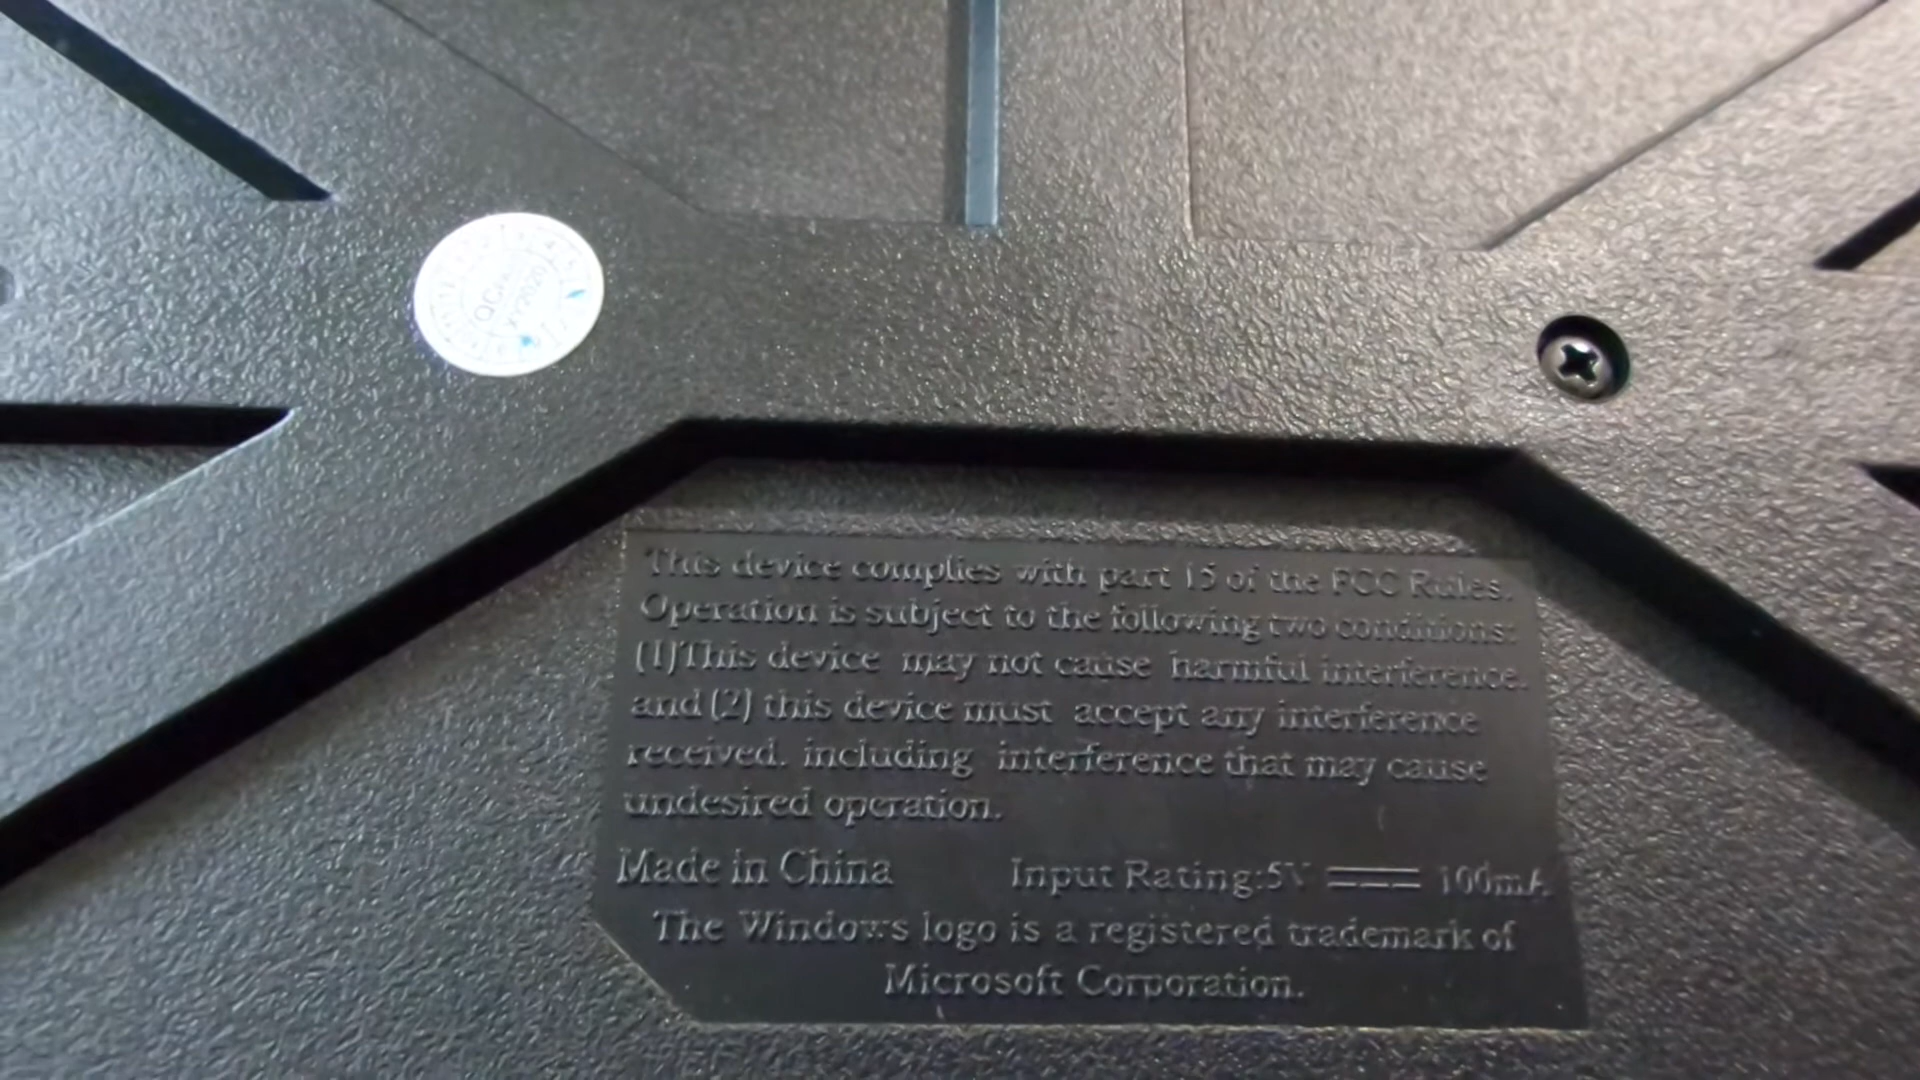 This device complies with part 15 of the FCC Rules.
Operation is subject to the following two conditions:
(1)This device may not cause harmful interference.
and (2) this device must accept any interference
received. including interference that may cause
undesired operation.
Made in China Input Rating:5V 100mA
The Windows logo is a registered trademark of
Microsoft Corporation.